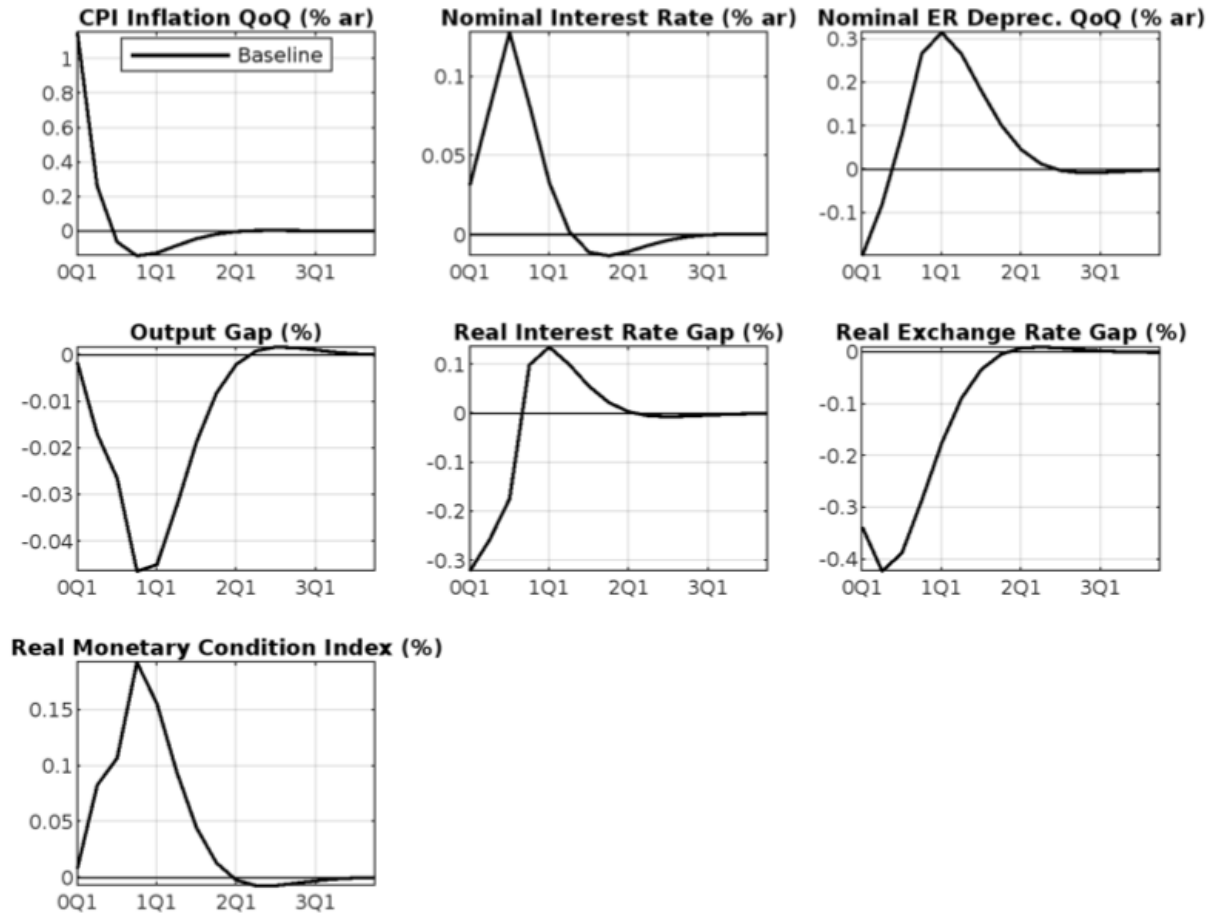 CPI Inflation QoQ (% ar)
Baseline
1
0.8
0.6
0.4
0.2
0
0Q1 1Q1 2Q1 3Q1
Nominal Interest Rate (% ar)
0.1
0.05
0
0Q1 1Q1 2Q1 3Q1
Nominal ER Deprec. QoQ (% ar)
0.3
0.2
0.1
0
-0.1
0Q1 1Q1 2Q1 3Q1
Output Gap (%)
0
-0.01
-0.02
-0.03
-0.04
0Q1 1Q1 2Q1 3Q1
Real Interest Rate Gap (%)
0.1
0
-0.1
-0.2
-0.3
0Q1 1Q1 2Q1 3Q1
Real Exchange Rate Gap (%)
0
-0.1
-0.2
-0.3
-0.4
0Q1 1Q1 2Q1 3Q1
Real Monetary Condition Index (%)
0.15
0.1
0.05
0
0Q1 1Q1 2Q1 3Q1